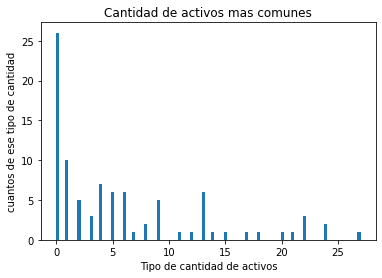 Cantidad de activos mas comunes
cuantos de ese tipo de cantidad
25
20
15
10
5
0
0 5 10 15 20 25
Tipo de cantidad de activos